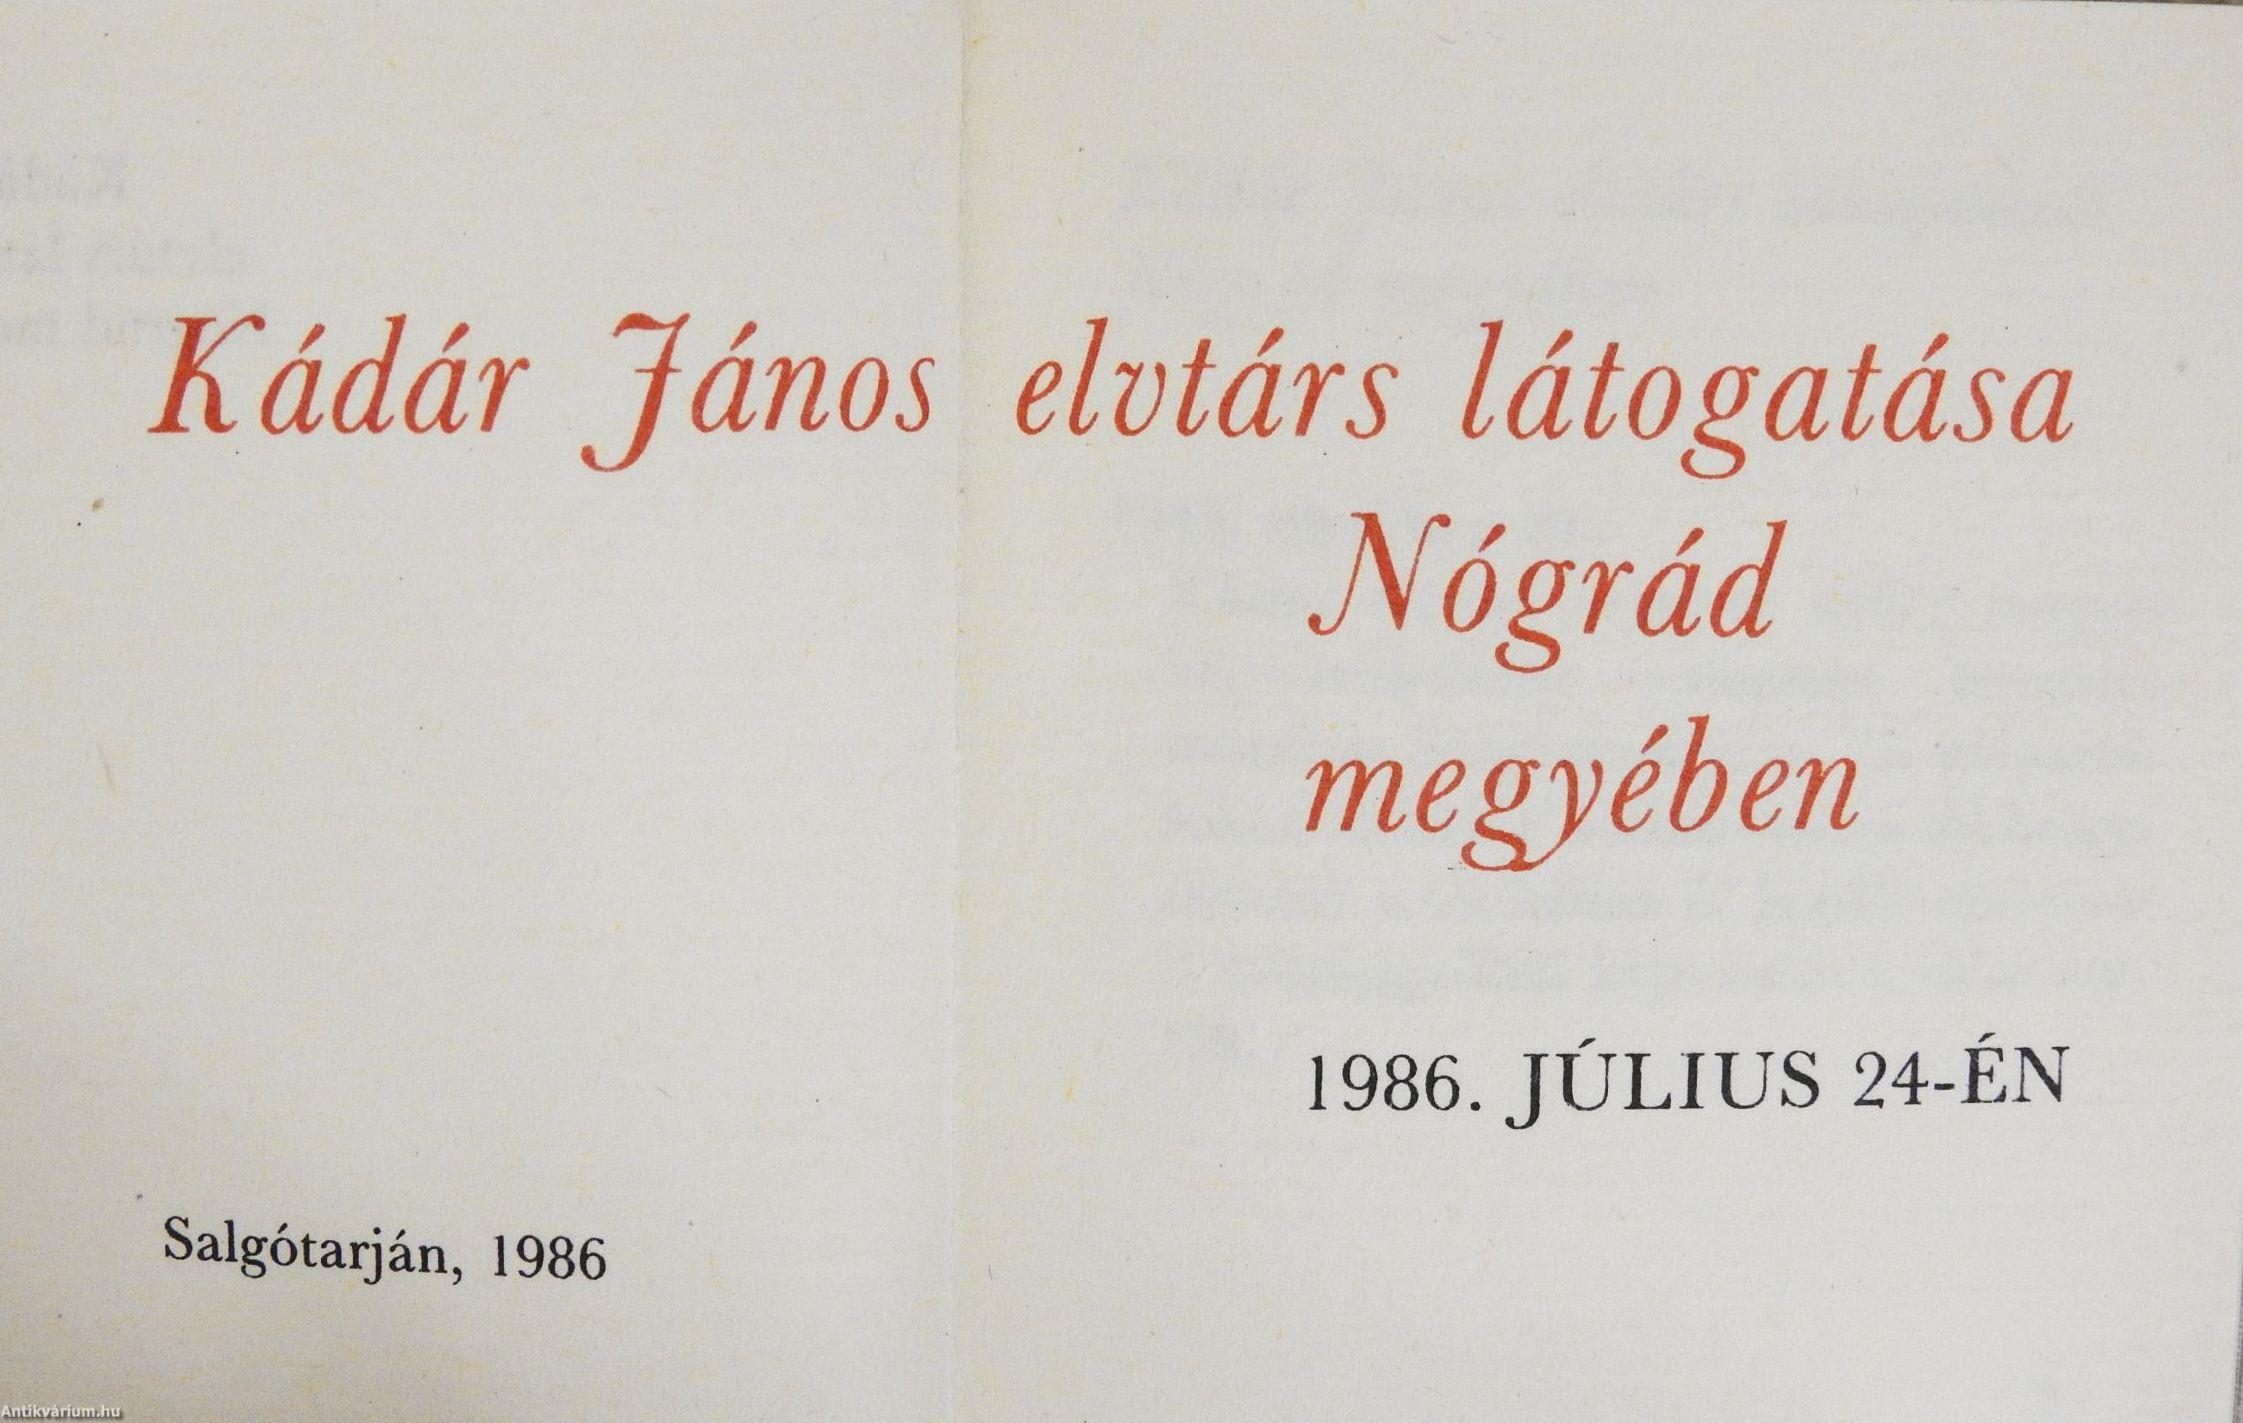 Kádár János elvtárs látogatása
Nógrád
megyében
1986. JÚLIUS 24-ÉN
Salgótarján, 1986
Antikvárium.hu